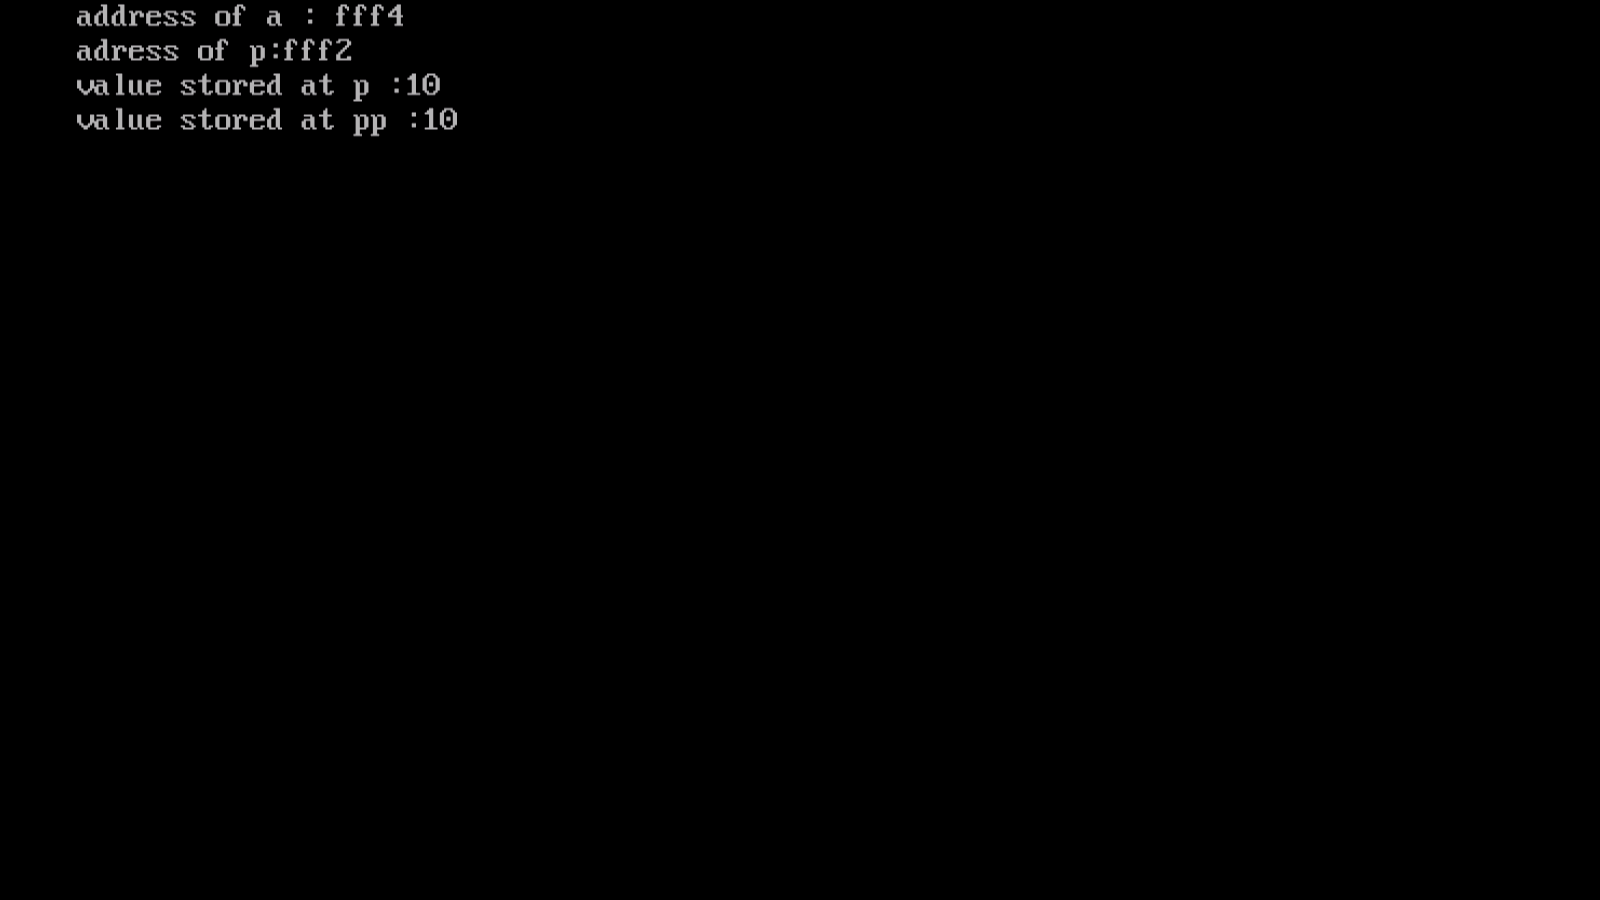 address of a : fff4
adress of p:fff2
value stored at p :10
value stored at pp :10